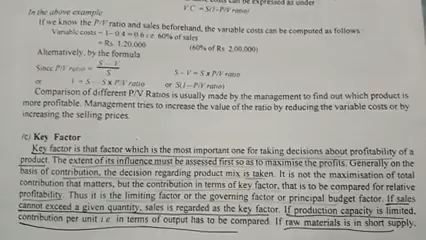 costs can be expressed as under
In the above example V.C. = S(1-P/V ratio)
If we know the P/V ratio and sales beforehand, the variable costs can be computed as follows
Variable costs = 1-0.4 = 0.6 i.e. 60% of sales
= Rs. 1,20,000 (60% of Rs. 2,00,000)
Alternatively, by the formula
Since P/V ratio = S - V / S S - V = S x P/V ratio
or V = S - S x P/V ratio or S(1-P/V ratio)
Comparison of different P/V Ratios is usually made by the management to find out which product is
more profitable. Management tries to increase the value of the ratio by reducing the variable costs or by
increasing the selling prices.
(c) Key Factor
Key factor is that factor which is the most important one for taking decisions about profitability of a
product. The extent of its influence must be assessed first so as to maximise the profits. Generally on the
basis of contribution, the decision regarding product mix is taken. It is not the maximisation of total
contribution that matters, but the contribution in terms of key factor, that is to be compared for relative
profitability. Thus it is the limiting factor or the governing factor or principal budget factor. If sales
cannot exceed a given quantity, sales is regarded as the key factor. If production capacity is limited,
contribution per unit i.e. in terms of output has to be compared. If raw materials is in short supply,